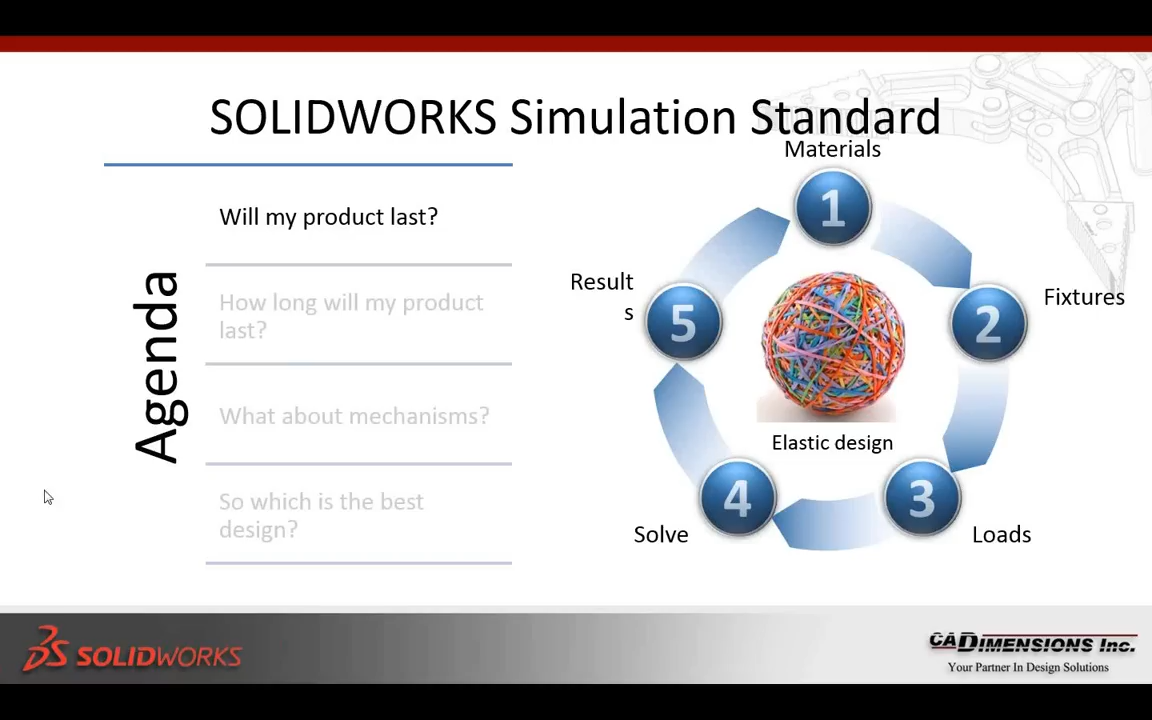 SOLIDWORKS Simulation Standard
Agenda
Will my product last?
How long will my product
last?
What about mechanisms?
So which is the best
design?
Materials
1
Fixtures
2
Loads
3
Solve
4
Result
s
5
Elastic design
SOLIDWORKS
CADIMENSIONS INC.
Your Partner In Design Solutions